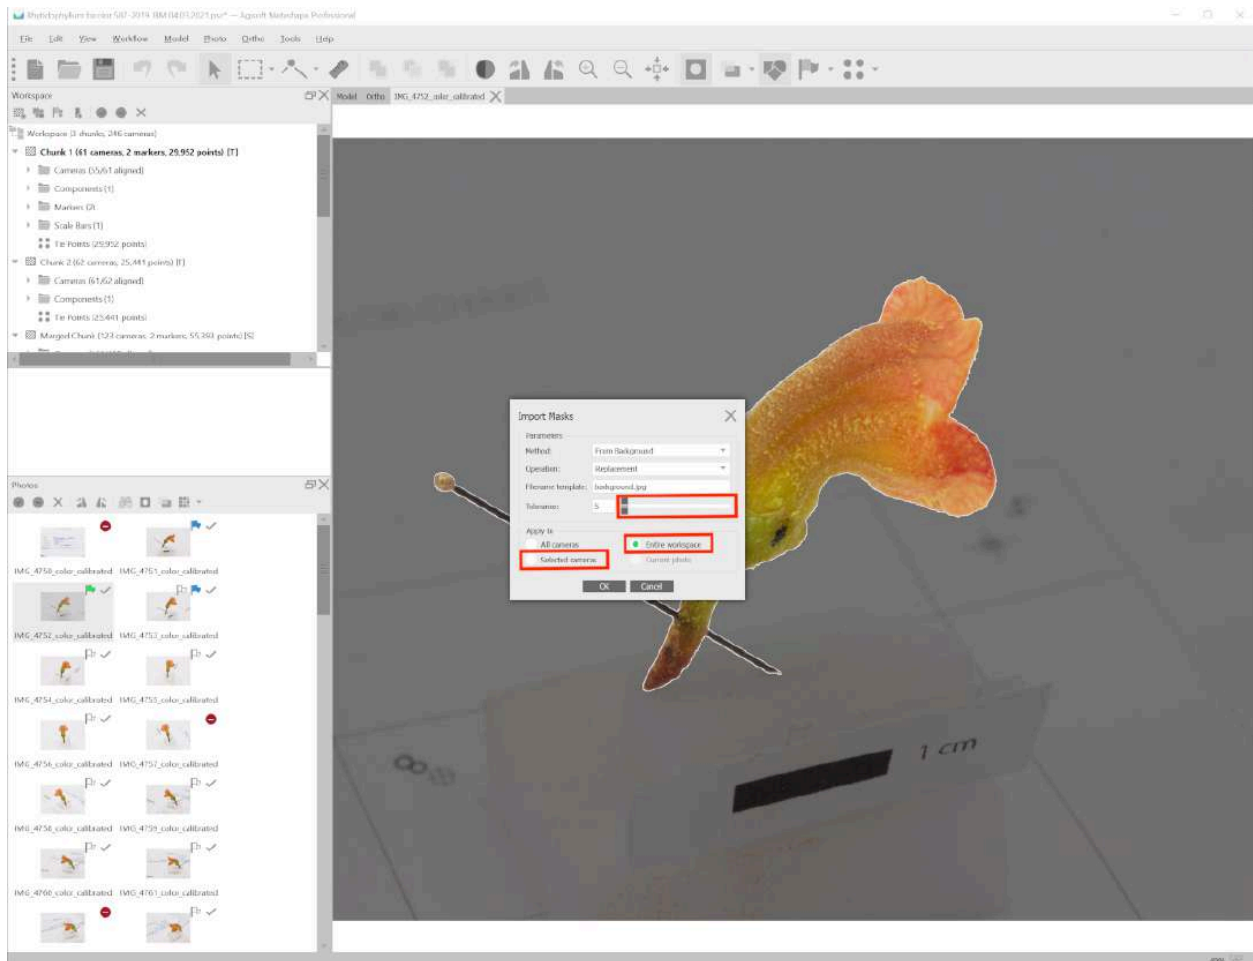 File Edit View Workflow Model Photo Ortho Tools Help
Workspace
Model Ortho IMG_4752_color_calibrated
Workspace (3 chunks, 246 cameras)
Chunk 1 (61 cameras, 2 markers, 29,952 points) [T]
Cameras (55/61 aligned)
Components (1)
Markers (2)
Scale Bars (1)
Tie Points (29,952 points)
Chunk 2 (62 cameras, 25,441 points) [T]
Cameras (61/62 aligned)
Components (1)
Tie Points (25,441 points)
Merged Chunk (123 cameras, 2 markers, 55,393 points) [S]
Import Masks
Parameters
Method: From Background
Operation: Replacement
Filename template: background.jpg
Tolerance: 5
Apply to
All cameras Entire workspace
Selected cameras Current photo
OK Cancel
1 cm
Photos
IMG_4750_color_calibrated IMG_4751_color_calibrated
IMG_4752_color_calibrated IMG_4753_color_calibrated
IMG_4754_color_calibrated IMG_4755_color_calibrated
IMG_4756_color_calibrated IMG_4757_color_calibrated
IMG_4758_color_calibrated IMG_4759_color_calibrated
IMG_4760_color_calibrated IMG_4761_color_calibrated